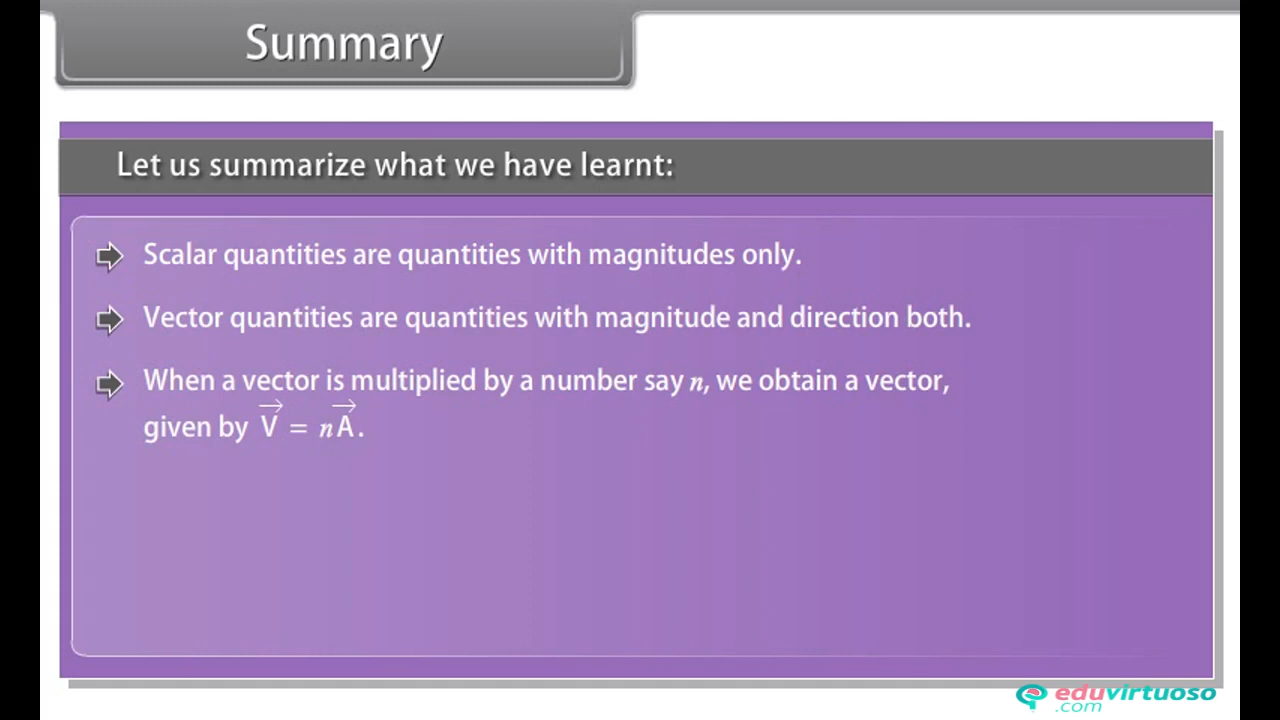 Summary
Let us summarize what we have learnt:
Scalar quantities are quantities with magnitudes only.
Vector quantities are quantities with magnitude and direction both.
When a vector is multiplied by a number say n, we obtain a vector,
given by V⃗ = nA⃗.
eduvirtuoso
.com